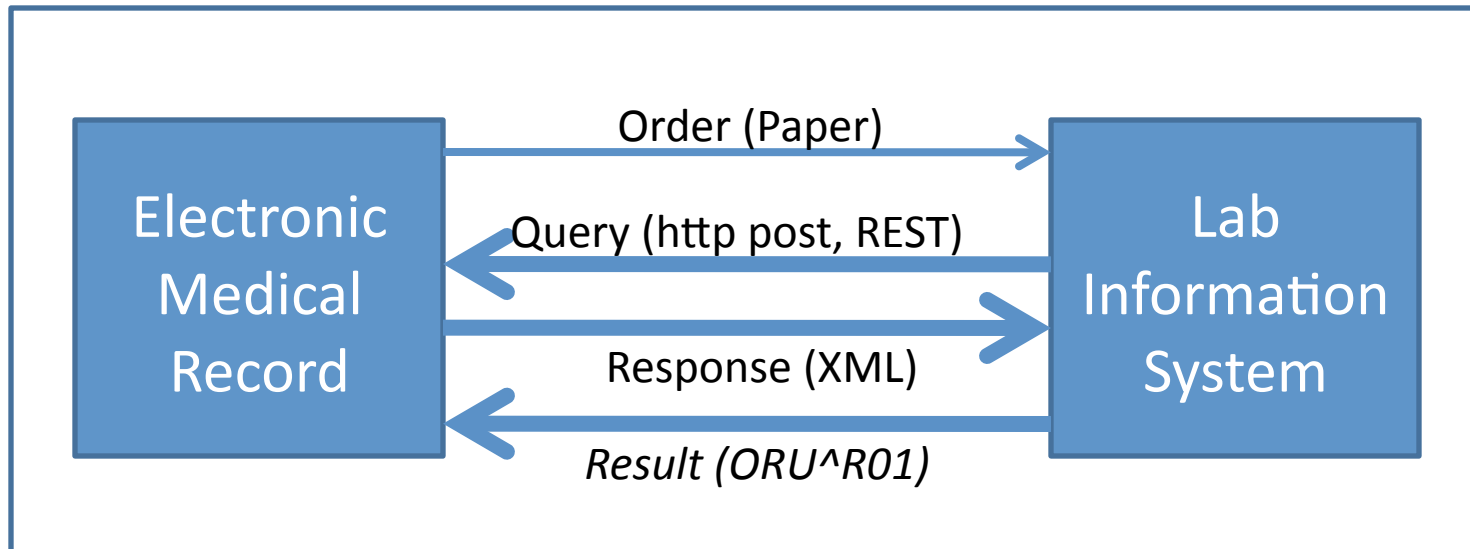 Electronic
Medical
Record
Order (Paper)
Query (http post, REST)
Response (XML)
Result (ORU^R01)
Lab
Information
System